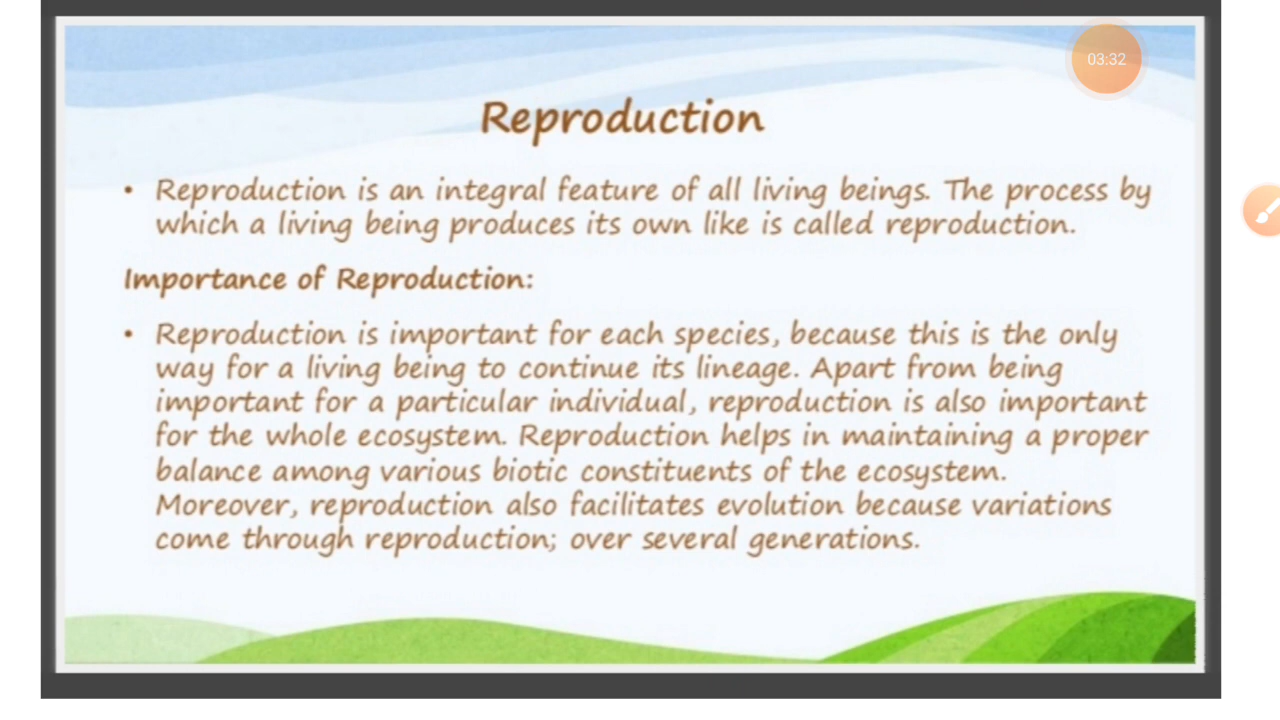 03:32
Reproduction
• Reproduction is an integral feature of all living beings. The process by
which a living being produces its own like is called reproduction.
Importance of Reproduction:
• Reproduction is important for each species, because this is the only
way for a living being to continue its lineage. Apart from being
important for a particular individual, reproduction is also important
for the whole ecosystem. Reproduction helps in maintaining a proper
balance among various biotic constituents of the ecosystem.
Moreover, reproduction also facilitates evolution because variations
come through reproduction; over several generations.